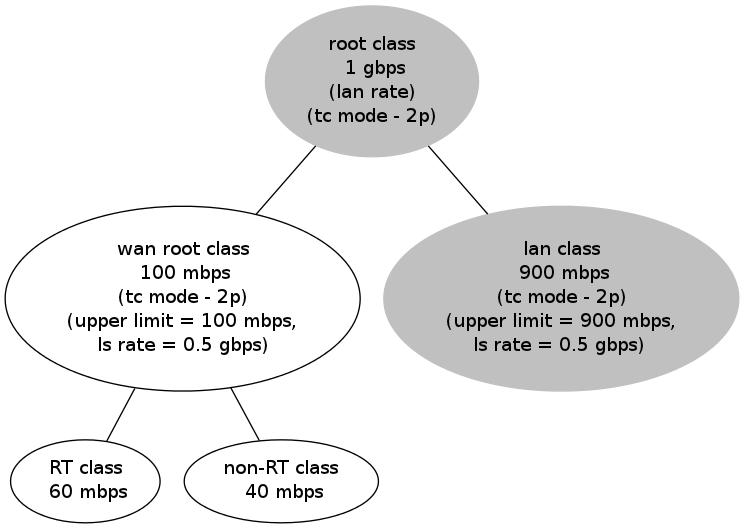 root class
1 gbps
(lan rate)
(tc mode - 2p)
wan root class
100 mbps
(tc mode - 2p)
(upper limit = 100 mbps,
ls rate = 0.5 gbps)
lan class
900 mbps
(tc mode - 2p)
(upper limit = 900 mbps,
ls rate = 0.5 gbps)
RT class
60 mbps
non-RT class
40 mbps